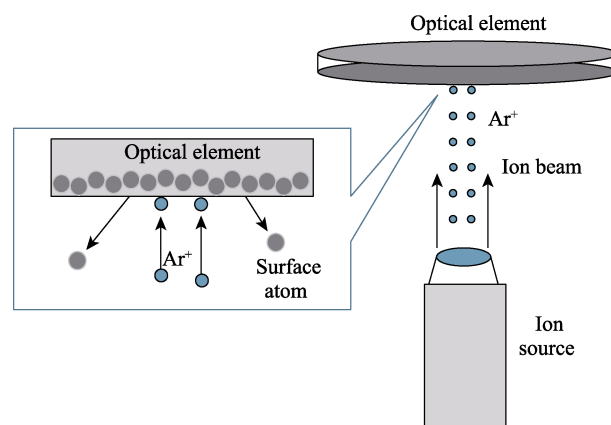 Optical element
Ar⁺
Ion beam
Optical element
Ar⁺
Surface
atom
Ion
source